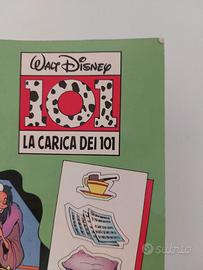 WALT DISNEY
101
LA CARICA DEI 101
subito